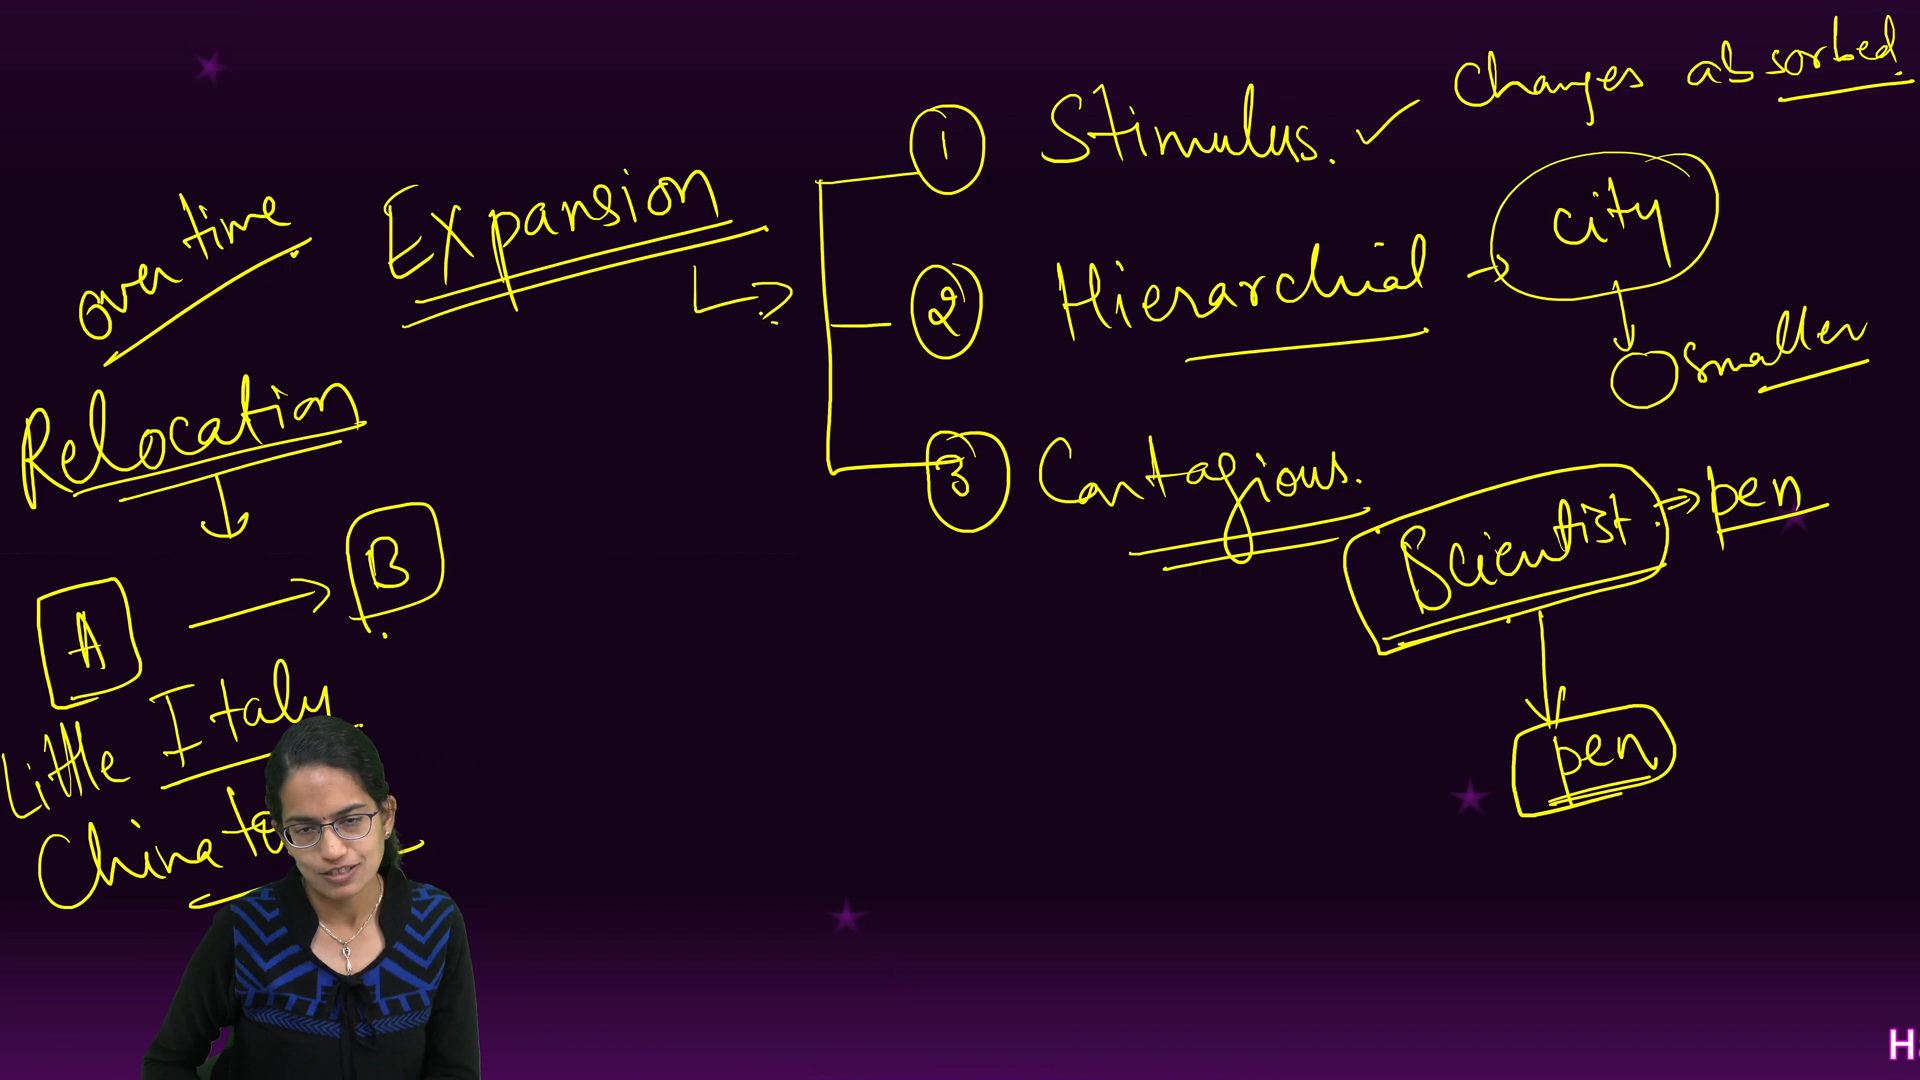 over time
Expansion
Relocation
A
B
Little Italy.
China
1 Stimulus.
Changes absorbed.
2 Hierarchial
city
smaller
3 Contagious.
Scientist
pen
pen